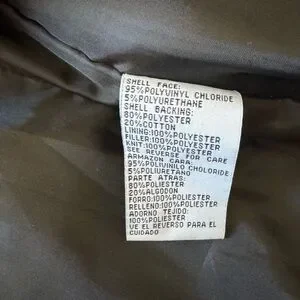 SHELL FACE:
95%POLYVINYL CHLORIDE
5%POLYURETHANE
SHELL BACKING:
80%POLYESTER
20%COTTON
LINING:100%POLYESTER
FILLER:100%POLYESTER
KNIT:100%POLYESTER
SEE REVERSE FOR CARE
ARMAZON CARA:
95%POLIVINILO CHOLORIDE
5%POLIURETANO
PARTE ATRAS:
80%POLIESTER
20%ALGODON
FORRO:100%POLIESTER
RELLENO:100%POLIESTER
ADORNO TEJIDO:
100%POLIESTER
VE EL REVERSO PARA EL
CUIDADO